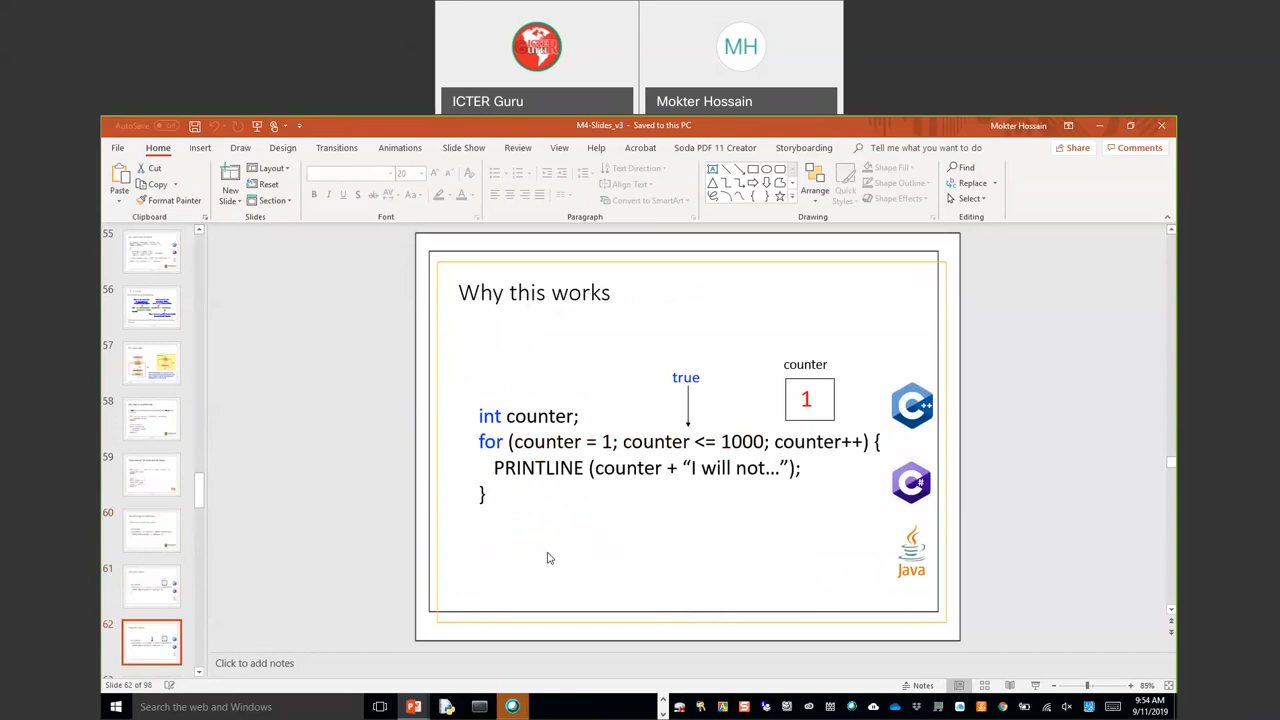 MH
ICTER Guru
Mokter Hossain
AutoSave
Off
M4-Slides_v3 - Saved to this PC
Mokter Hossain
File Home Insert Draw Design Transitions Animations Slide Show Review View Help Acrobat Soda PDF 11 Creator Storyboarding Tell me what you want to do
Share Comments
Paste
Cut
Copy
Format Painter
Clipboard
New
Slide
Layout
Reset
Section
Slides
20
Font
Text Direction
Align Text
Convert to SmartArt
Paragraph
Arrange
Quick
Styles
Shape Fill
Shape Outline
Shape Effects
Drawing
Find
Replace
Select
Editing
55
56
57
58
59
60
61
62
Why this works
counter
true
1
int counter;
for (counter = 1; counter <= 1000; counter++) {
PRINTLINE (counter + “I will not...”);
}
C++
C#
Java
Click to add notes
Slide 62 of 98
Notes
85%
Search the web and Windows
9:54 AM
9/11/2019